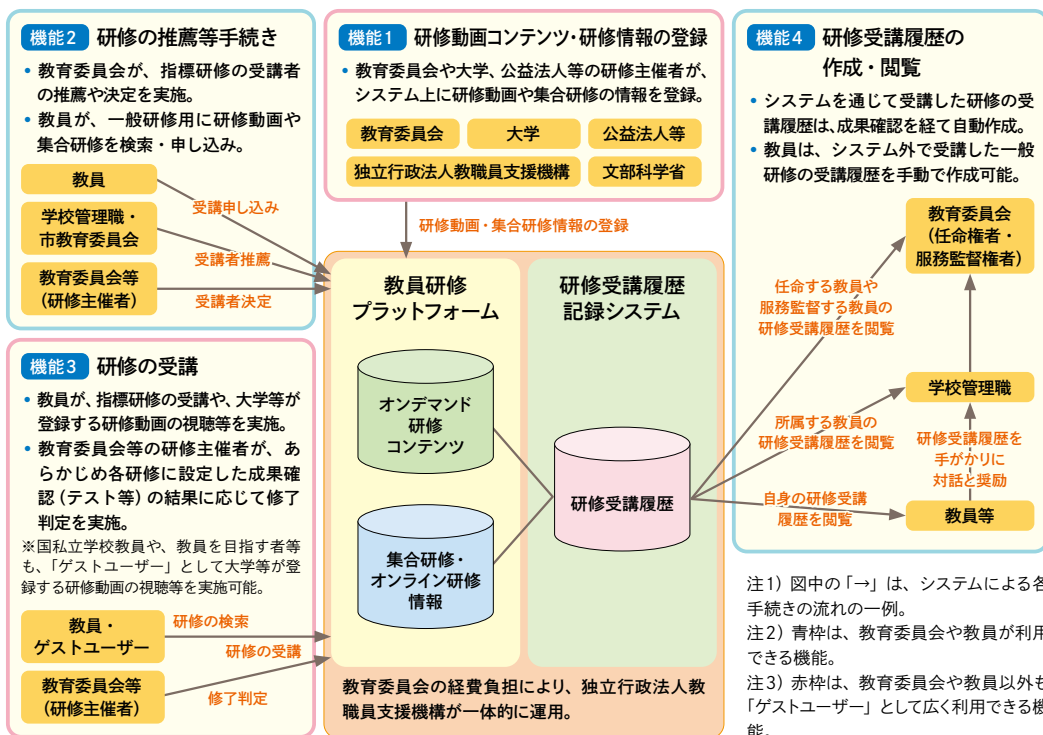 機能2 研修の推薦等手続き
• 教育委員会が、指標研修の受講者
の推薦や決定を実施。
• 教員が、一般研修用に研修動画や
集合研修を検索・申し込み。
教員
学校管理職・
市教育委員会
教育委員会等
(研修主催者)
受講申し込み
受講者推薦
受講者決定
機能1 研修動画コンテンツ・研修情報の登録
• 教育委員会や大学、公益法人等の研修主催者が、
システム上に研修動画や集合研修の情報を登録。
教育委員会 大学 公益法人等
独立行政法人教職員支援機構 文部科学省
研修動画・集合研修情報の登録
機能3 研修の受講
• 教員が、指標研修の受講や、大学等が
登録する研修動画の視聴等を実施。
• 教育委員会等の研修主催者が、あ
らかじめ各研修に設定した成果確
認(テスト等)の結果に応じて修了
判定を実施。
※国私立学校教員や、教員を目指す者等
も、「ゲストユーザー」として大学等が登
録する研修動画の視聴等を実施可能。
教員・
ゲストユーザー
教育委員会等
(研修主催者)
研修の検索
研修の受講
修了判定
教員研修
プラットフォーム
オンデマンド
研修
コンテンツ
集合研修・
オンライン研修
情報
研修受講履歴
記録システム
研修受講履歴
教育委員会の経費負担により、独立行政法人教
職員支援機構が一体的に運用。
機能4 研修受講履歴の
作成・閲覧
• システムを通じて受講した研修の受
講履歴は、成果確認を経て自動作成。
• 教員は、システム外で受講した一般
研修の受講履歴を手動で作成可能。
教育委員会
(任命権者・
服務監督権者)
任命する教員や
服務監督する教員の
研修受講履歴を閲覧
学校管理職
所属する教員の
研修受講履歴を閲覧
研修受講履歴を
手がかりに
対話と奨励
自身の研修受講
履歴を閲覧
教員等
注1) 図中の「→」は、システムによる各
手続きの流れの一例。
注2) 青枠は、教育委員会や教員が利用
できる機能。
注3) 赤枠は、教育委員会や教員以外も
「ゲストユーザー」として広く利用できる機
能。